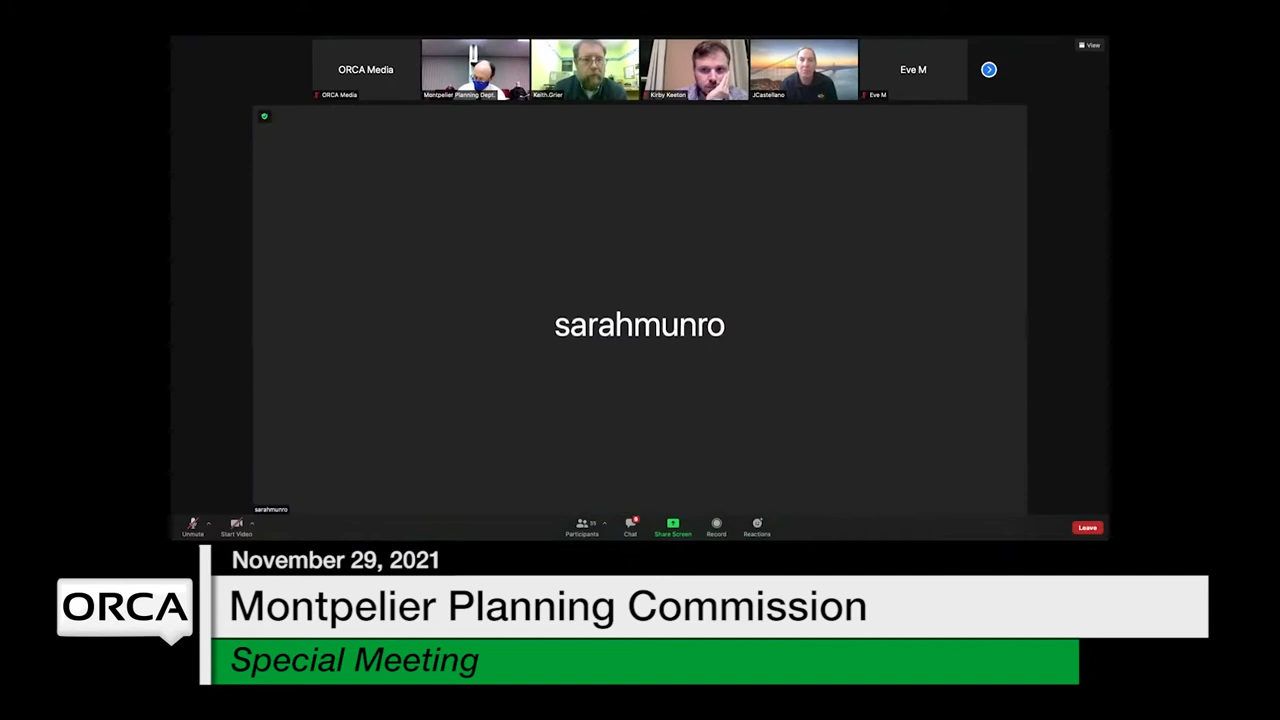 View
ORCA Media
Eve M
ORCA Media
Montpelier Planning Dept.
Keith.Grier
Kirby Keeton
JCastellano
Eve M
sarahmunro
sarahmunro
Unmute
Start Video
Participants
Chat
Share Screen
Record
Reactions
Leave
November 29, 2021
ORCA
Montpelier Planning Commission
Special Meeting